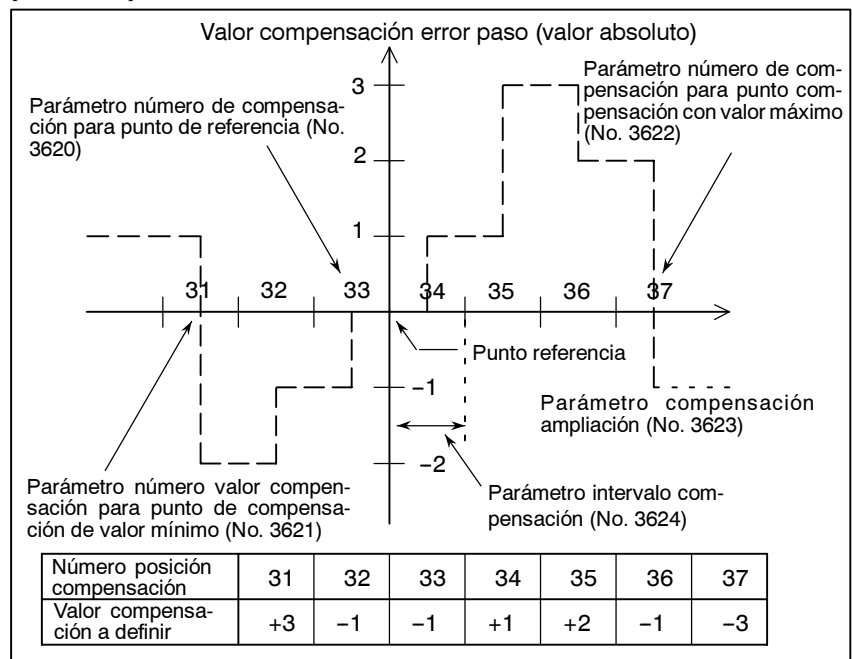 Valor compensación error paso (valor absoluto)
Parámetro número de compensa-
ción para punto de referencia (No.
3620)
Parámetro número de com-
pensación para punto com-
pensación con valor máximo
(No. 3622)
3
2
1
31 32 33 34 35 36 37
Punto referencia
−1
−2
Parámetro compensación
ampliación (No. 3623)
Parámetro número valor compen-
sación para punto de compensa-
ción de valor mínimo (No. 3621)
Parámetro intervalo com-
pensación (No. 3624)
Número posición
compensación
31 32 33 34 35 36 37
Valor compensa-
ción a definir
+3 −1 −1 +1 +2 −1 −3